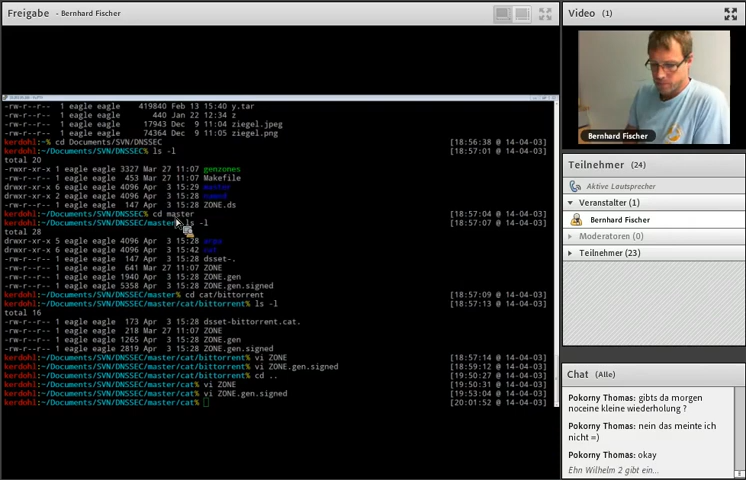 Freigabe - Bernhard Fischer
-rw-r--r-- 1 eagle eagle 419840 Feb 13 15:40 y.tar
-rw-r--r-- 1 eagle eagle 440 Jan 22 12:34 z
-rw-r--r-- 1 eagle eagle 17943 Dec 9 11:04 ziegel.jpeg
-rw-r--r-- 1 eagle eagle 74364 Dec 9 11:05 ziegel.png
kerdohl:~% cd Documents/SVN/DNSSEC [18:56:38 @ 14-04-03]
kerdohl:~/Documents/SVN/DNSSEC% ls -l [18:57:01 @ 14-04-03]
total 20
-rwxr-xr-x 1 eagle eagle 3327 Mar 27 11:07 genzones
-rw-r--r-- 1 eagle eagle 453 Mar 27 11:07 Makefile
drwxr-xr-x 6 eagle eagle 4096 Apr 3 15:29 master
drwxr-xr-x 2 eagle eagle 4096 Apr 3 15:28
-rw-r--r-- 1 eagle eagle 147 Apr 3 15:28 ZONE.ds
kerdohl:~/Documents/SVN/DNSSEC% cd master [18:57:04 @ 14-04-03]
kerdohl:~/Documents/SVN/DNSSEC/master% ls -l [18:57:07 @ 14-04-03]
total 28
drwxr-xr-x 5 eagle eagle 4096 Apr 3 15:28
drwxr-xr-x 6 eagle eagle 4096 Apr 3 15:42
-rw-r--r-- 1 eagle eagle 147 Apr 3 15:28 dsset-.
-rw-r--r-- 1 eagle eagle 641 Mar 27 11:07 ZONE
-rw-r--r-- 1 eagle eagle 1940 Apr 3 15:28 ZONE.gen
-rw-r--r-- 1 eagle eagle 5358 Apr 3 15:28 ZONE.gen.signed
kerdohl:~/Documents/SVN/DNSSEC/master% cd cat/bittorrent [18:57:09 @ 14-04-03]
kerdohl:~/Documents/SVN/DNSSEC/master/cat/bittorrent% ls -l [18:57:13 @ 14-04-03]
total 16
-rw-r--r-- 1 eagle eagle 173 Apr 3 15:28 dsset-bittorrent.cat.
-rw-r--r-- 1 eagle eagle 218 Mar 27 11:07 ZONE
-rw-r--r-- 1 eagle eagle 1265 Apr 3 15:28 ZONE.gen
-rw-r--r-- 1 eagle eagle 2819 Apr 3 15:28 ZONE.gen.signed
kerdohl:~/Documents/SVN/DNSSEC/master/cat/bittorrent% vi ZONE [18:57:14 @ 14-04-03]
kerdohl:~/Documents/SVN/DNSSEC/master/cat/bittorrent% vi ZONE.gen.signed [18:59:12 @ 14-04-03]
kerdohl:~/Documents/SVN/DNSSEC/master/cat/bittorrent% cd .. [19:50:27 @ 14-04-03]
kerdohl:~/Documents/SVN/DNSSEC/master/cat% vi ZONE [19:50:31 @ 14-04-03]
kerdohl:~/Documents/SVN/DNSSEC/master/cat% vi ZONE.gen.signed [19:53:04 @ 14-04-03]
kerdohl:~/Documents/SVN/DNSSEC/master/cat% [20:01:52 @ 14-04-03]
Video (1)
Bernhard Fischer
Teilnehmer (24)
Aktive Lautsprecher
Veranstalter (1)
Bernhard Fischer
Moderatoren (0)
Teilnehmer (23)
Chat (Alle)
Pokorny Thomas: gibts da morgen
noceine kleine wiederholung ?
Pokorny Thomas: nein das meinte ich
nicht =)
Pokorny Thomas: okay
Ehn Wilhelm 2 gibt ein...